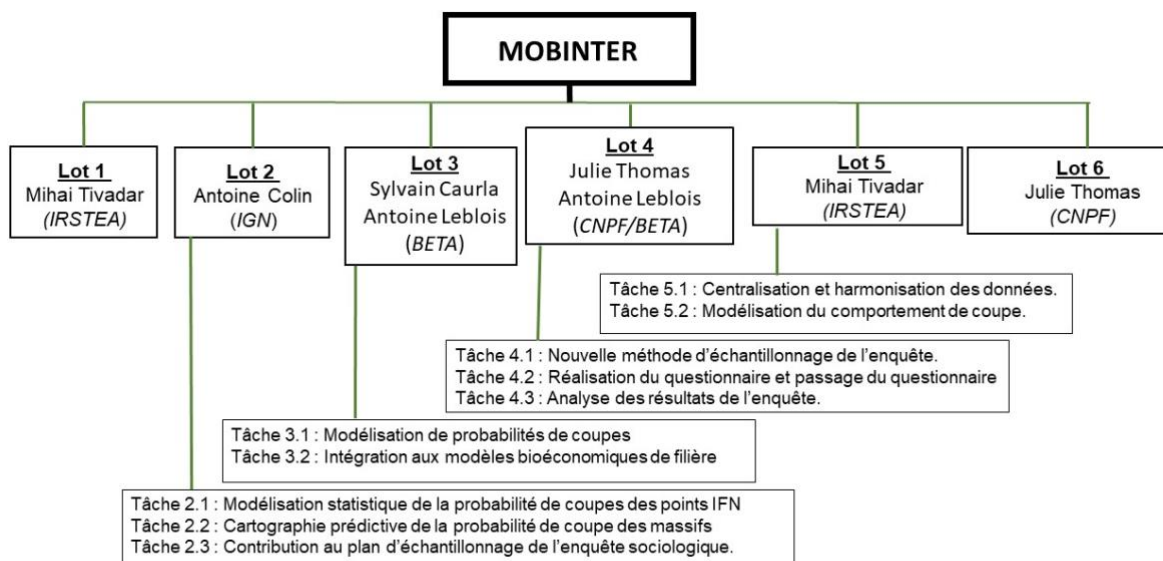 MOBINTER
Lot 1
Mihai Tivadar
(IRSTEA)
Lot 2
Antoine Colin
(IGN)
Lot 3
Sylvain Caurla
Antoine Leblois
(BETA)
Lot 4
Julie Thomas
Antoine Leblois
(CNPF/BETA)
Lot 5
Mihai Tivadar
(IRSTEA)
Lot 6
Julie Thomas
(CNPF)
Tâche 5.1 : Centralisation et harmonisation des données.
Tâche 5.2 : Modélisation du comportement de coupe.
Tâche 4.1 : Nouvelle méthode d'échantillonnage de l'enquête.
Tâche 4.2 : Réalisation du questionnaire et passage du questionnaire
Tâche 4.3 : Analyse des résultats de l'enquête.
Tâche 3.1 : Modélisation de probabilités de coupes
Tâche 3.2 : Intégration aux modèles bioéconomiques de filière
Tâche 2.1 : Modélisation statistique de la probabilité de coupes des points IFN
Tâche 2.2 : Cartographie prédictive de la probabilité de coupe des massifs
Tâche 2.3 : Contribution au plan d'échantillonnage de l'enquête sociologique.